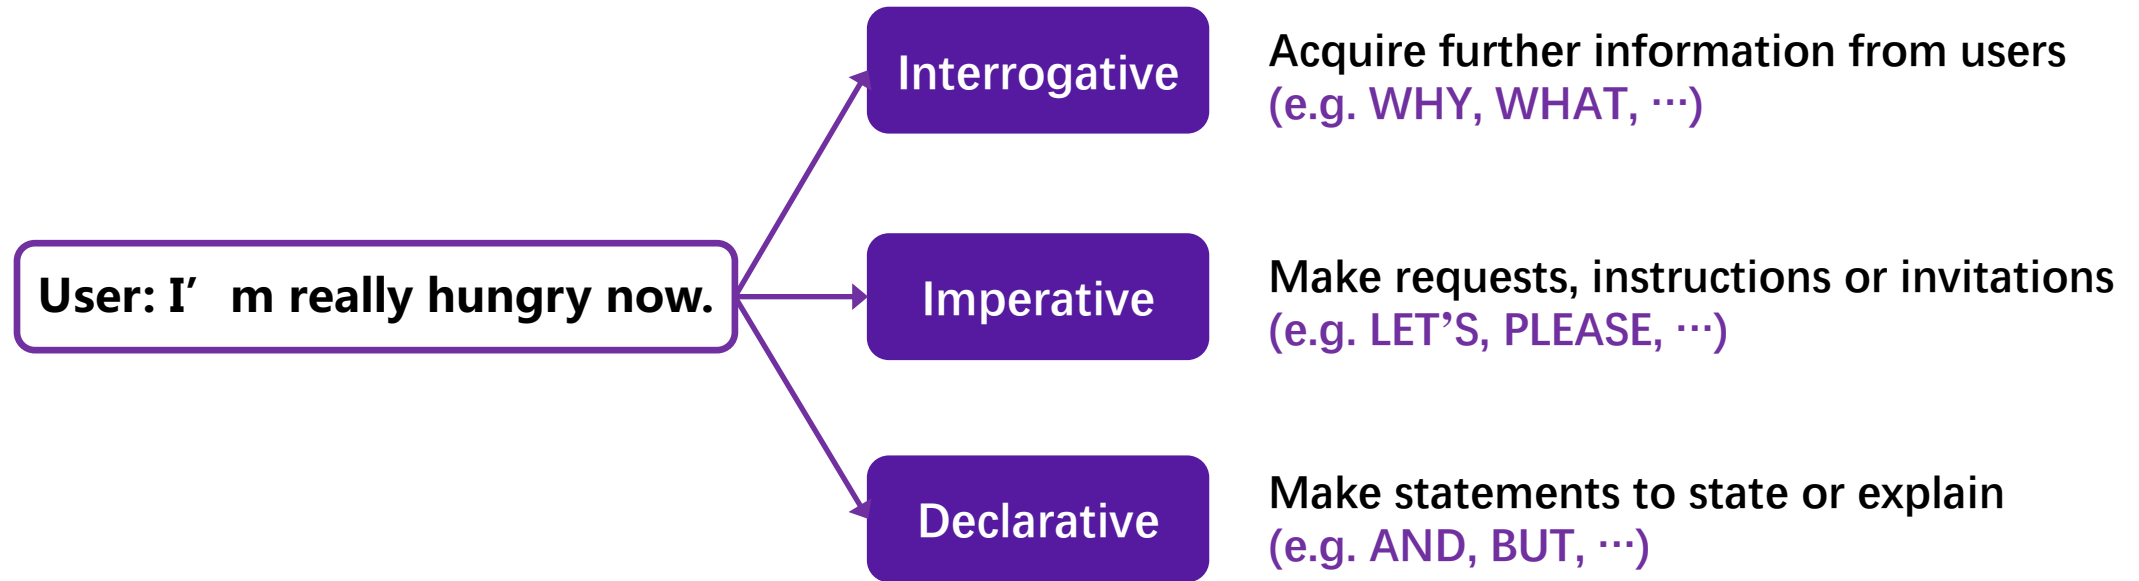 Interrogative
Acquire further information from users
(e.g. WHY, WHAT, ···)
User: I’ m really hungry now.
Imperative
Make requests, instructions or invitations
(e.g. LET’S, PLEASE, ···)
Declarative
Make statements to state or explain
(e.g. AND, BUT, ···)